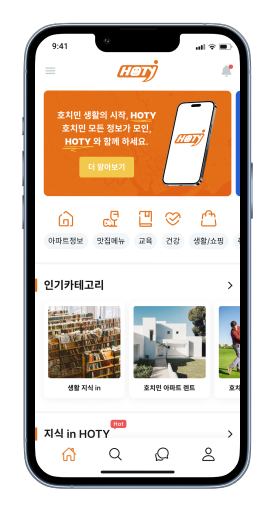 9:41
HOTY
호치민 생활의 시작, HOTY
호치민 모든 정보가 모인,
HOTY 와 함께 하세요.
더 알아보기
HOTY
아파트정보
맛집메뉴
교육
건강
생활/쇼핑
인기카테고리
생활 지식 in
호치민 아파트 렌트
호치
Hot
지식 in HOTY